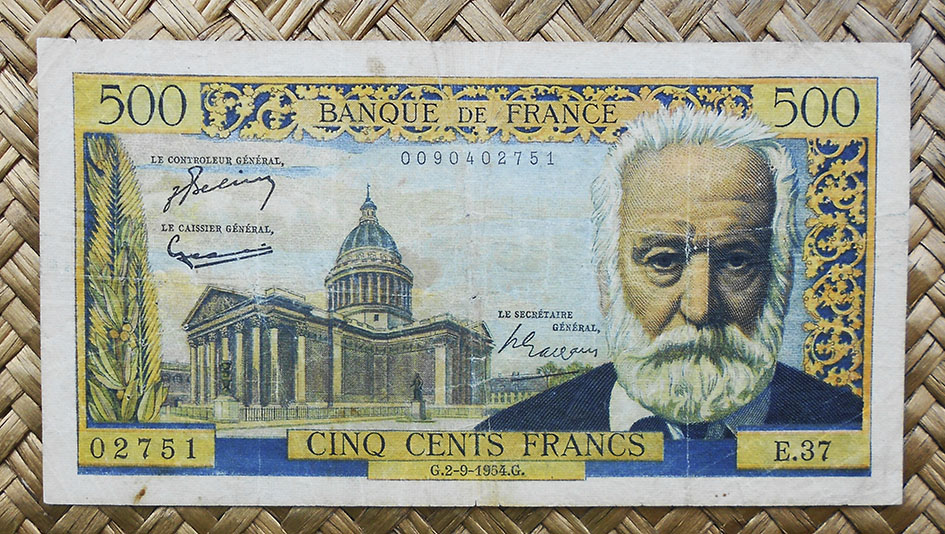 500 BANQUE DE FRANCE 500
LE CONTROLEUR GÉNÉRAL,
0090402751
LE CAISSIER GÉNÉRAL,
LE SECRÉTAIRE
GÉNÉRAL,
02751
CINQ CENTS FRANCS
E.37
G.2-9-1954.G.